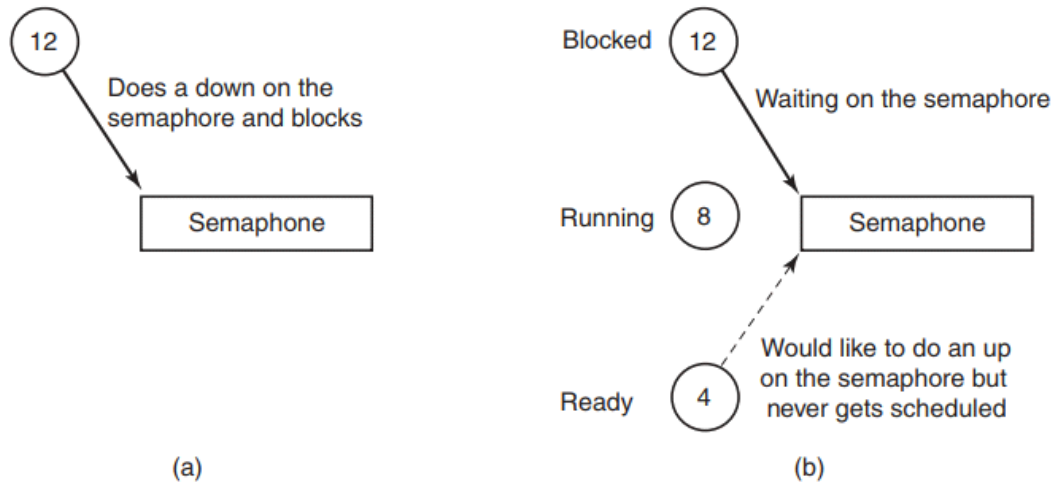 12
Does a down on the
semaphore and blocks
Semaphone
(a)
Blocked
12
Waiting on the semaphore
Running
8
Semaphone
Would like to do an up
on the semaphore but
never gets scheduled
Ready
4
(b)